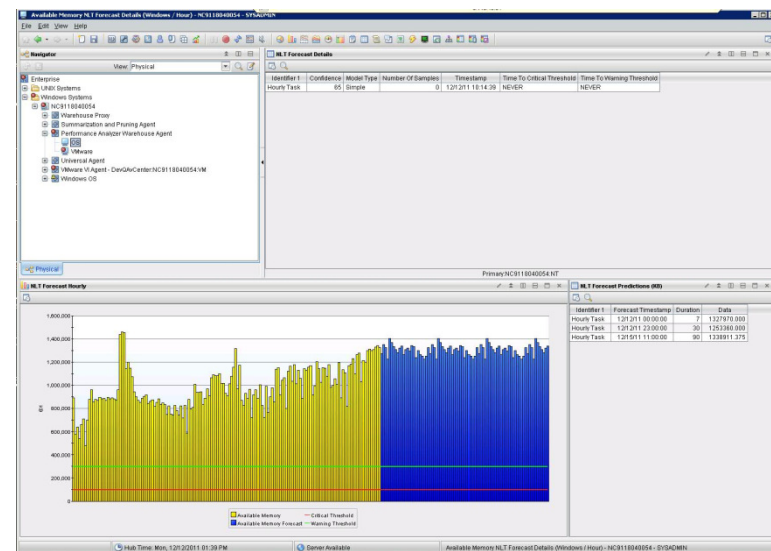 Available Memory NLT Forecast Details (Windows / Hour) - NC9118040054 - SYSADMIN
File Edit View Help
Navigator
View: Physical
Enterprise
UNIX Systems
Windows Systems
NC9118040054
Warehouse Proxy
Summarization and Pruning Agent
Performance Analyzer Warehouse Agent
OS
VMware
Universal Agent
VMware VI Agent - DevQAvCenter:NC9118040054:VM
Windows OS
Physical
NLT Forecast Details
Identifier 1 Confidence Model Type Number Of Samples Timestamp Time To Critical Threshold Time To Warning Threshold
Hourly Task 65 Simple 0 12/12/11 10:14:39 NEVER NEVER
Primary:NC9118040054:NT
NLT Forecast Hourly
1,600,000
1,400,000
1,200,000
1,000,000
800,000
600,000
400,000
200,000
0
Available Memory Critical Threshold
Available Memory Forecast Warning Threshold
NLT Forecast Predictions (KB)
Identifier 1 Forecast Timestamp Duration Data
Hourly Task 12/12/11 00:00:00 7 1327970.000
Hourly Task 12/12/11 23:00:00 30 1253360.000
Hourly Task 12/15/11 11:00:00 90 1338911.375
Hub Time: Mon, 12/12/2011 01:39 PM
Server Available
Available Memory NLT Forecast Details (Windows / Hour) - NC9118040054 - SYSADMIN